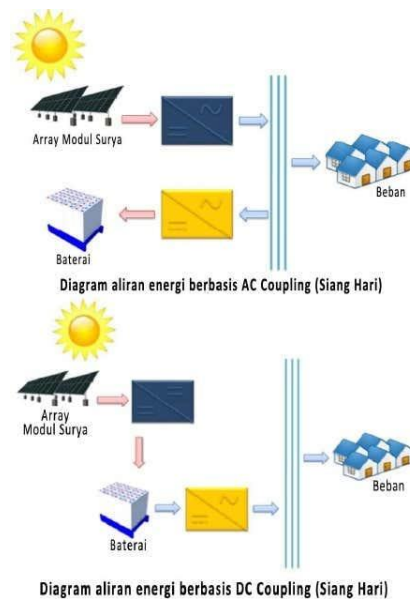 Array Modul Surya
Beban
Baterai
Diagram aliran energi berbasis AC Coupling (Siang Hari)
Array
Modul Surya
Beban
Baterai
Diagram aliran energi berbasis DC Coupling (Siang Hari)